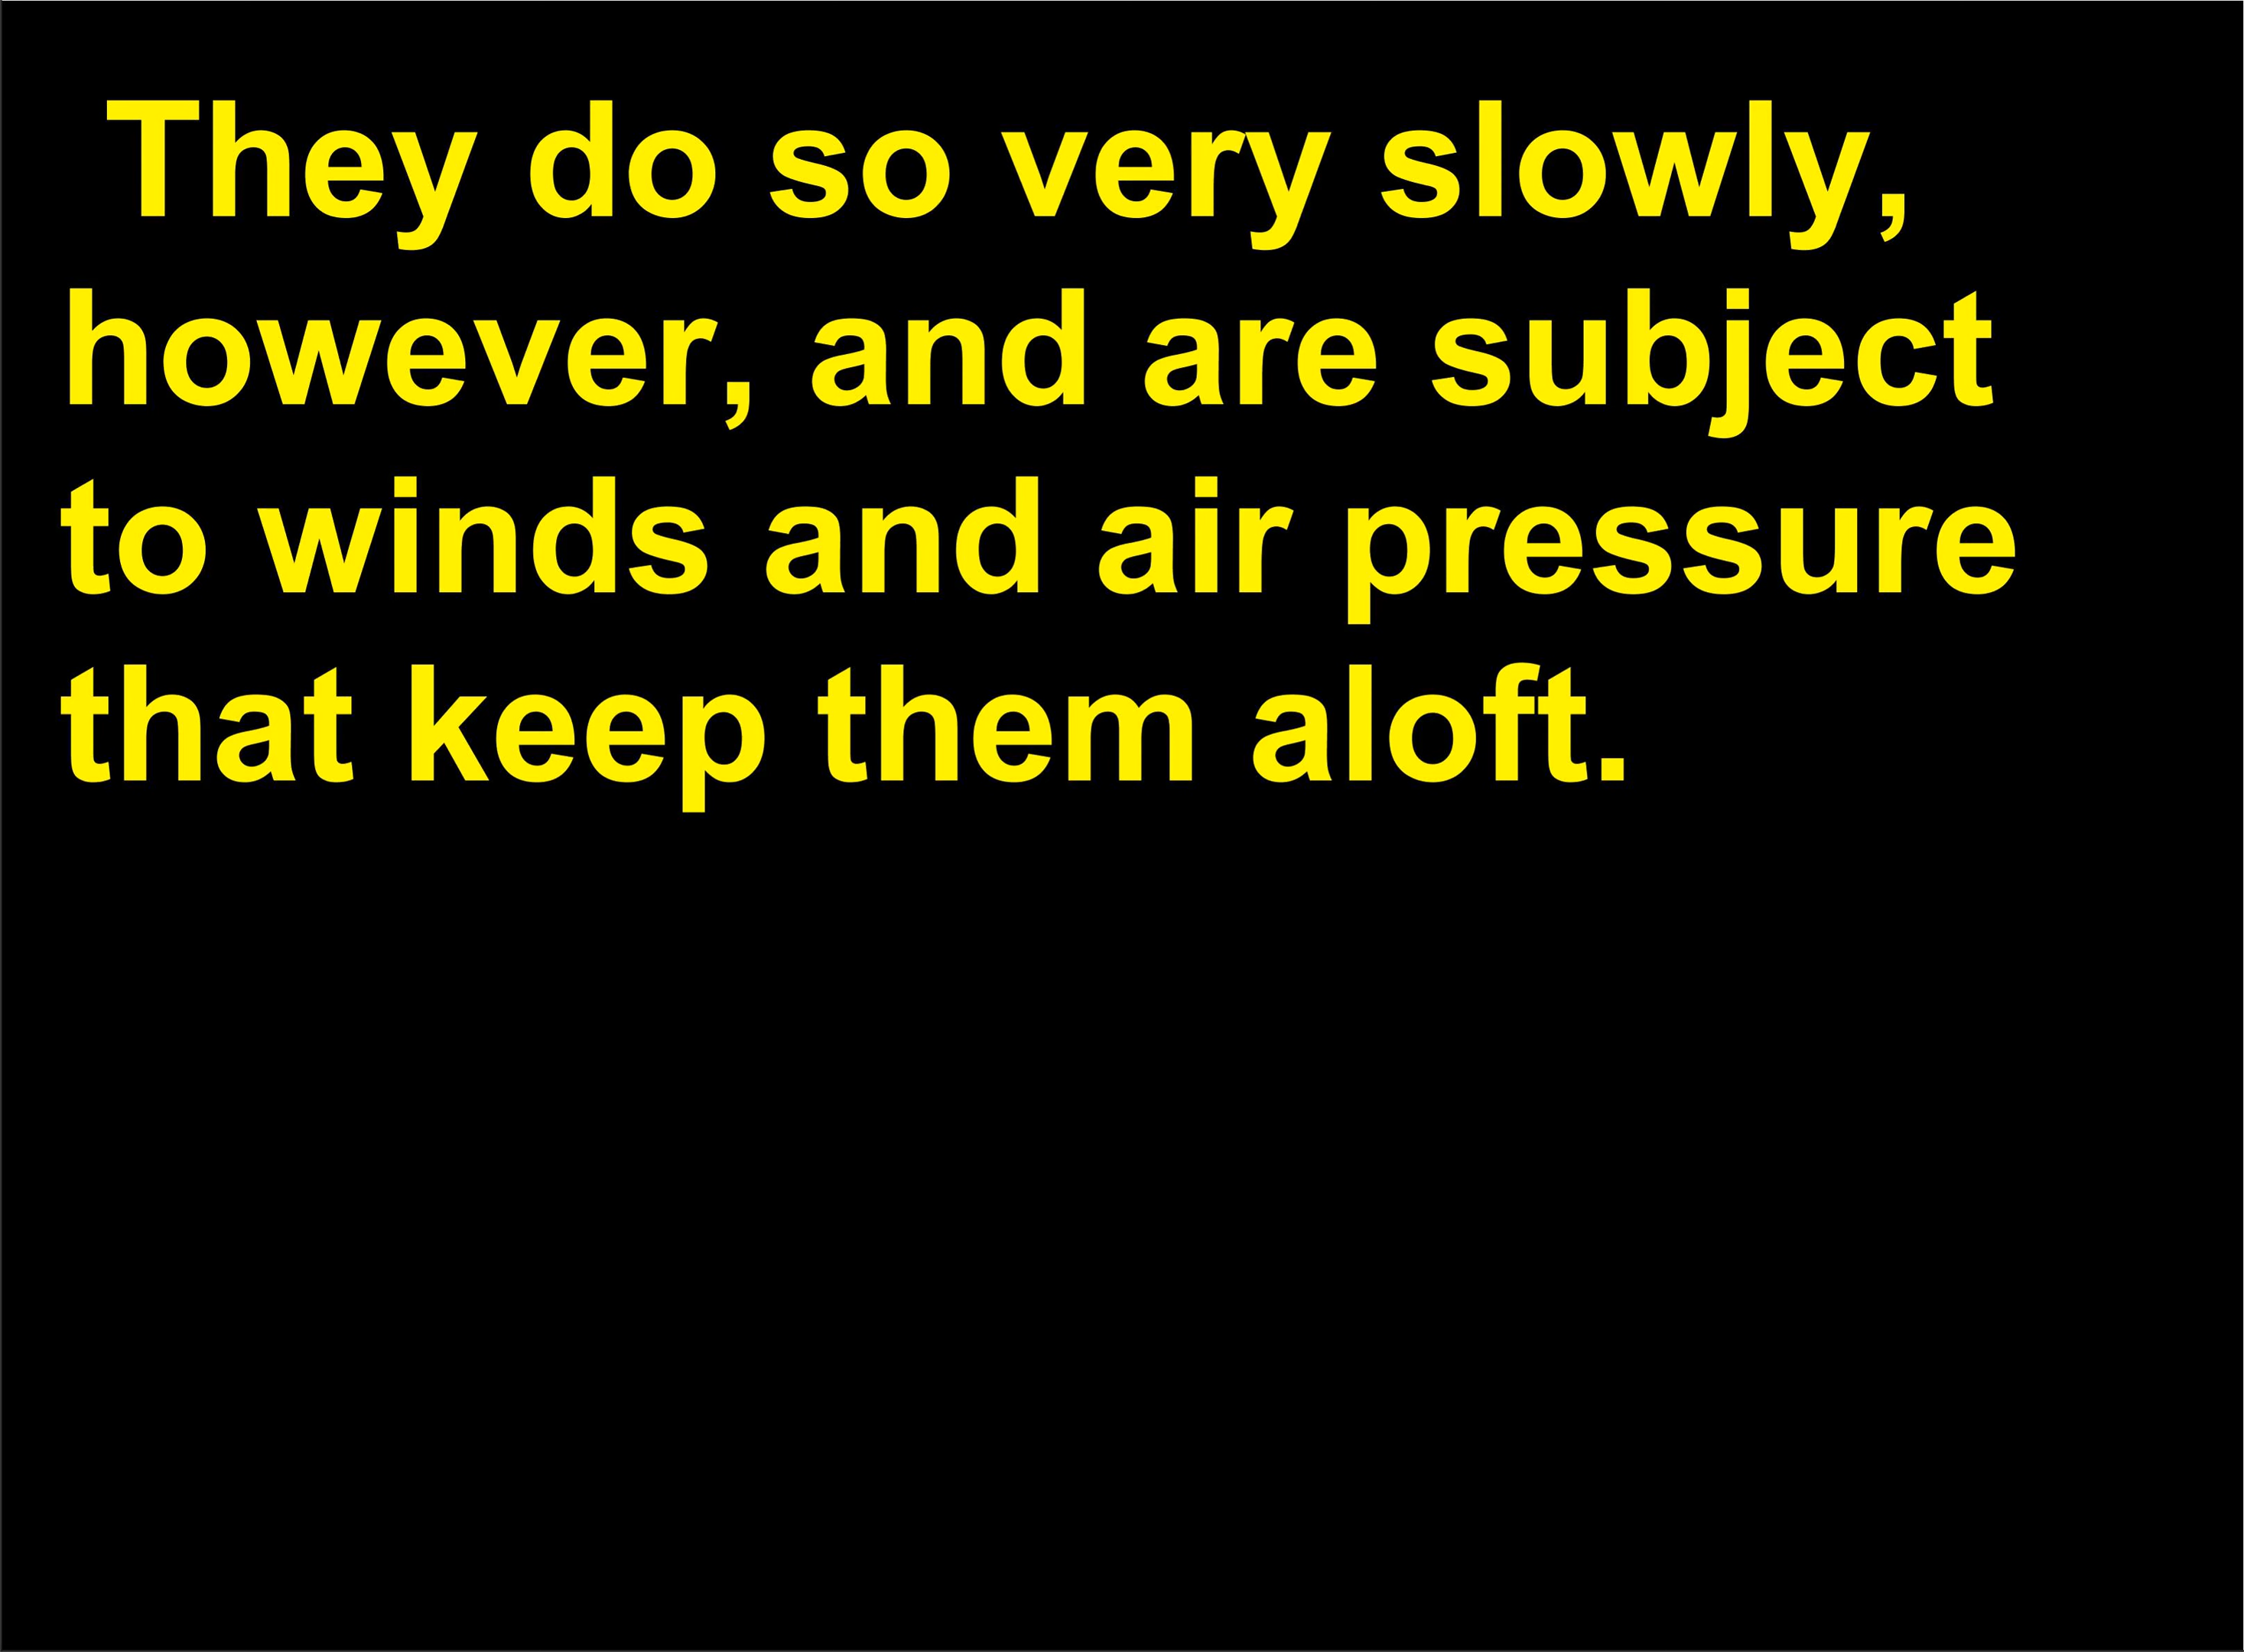 They do so very slowly,
however, and are subject
to winds and air pressure
that keep them aloft.